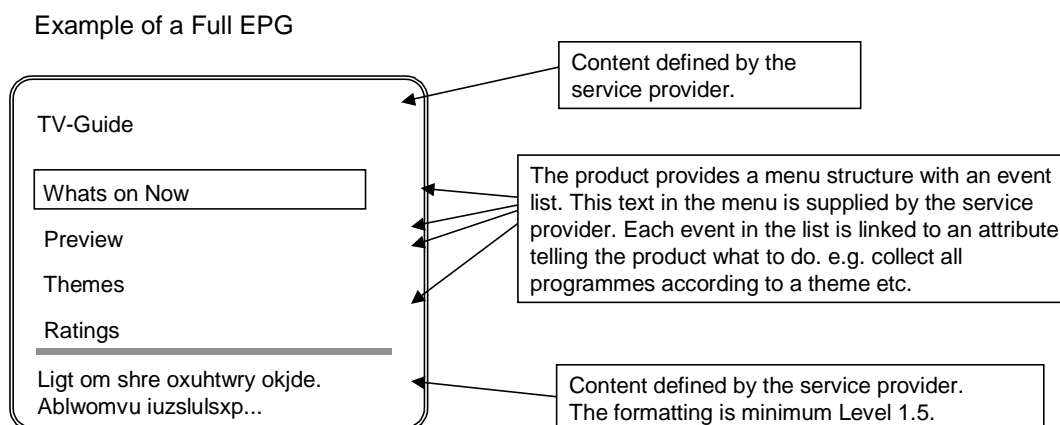 Example of a Full EPG
Content defined by the
service provider.
TV-Guide
The product provides a menu structure with an event
list. This text in the menu is supplied by the service
provider. Each event in the list is linked to an attribute
telling the product what to do. e.g. collect all
programmes according to a theme etc.
Whats on Now
Preview
Themes
Ratings
Ligt om shre oxuhtwry okjde.
Ablwomvu iuzslulsxp...
Content defined by the service provider.
The formatting is minimum Level 1.5.